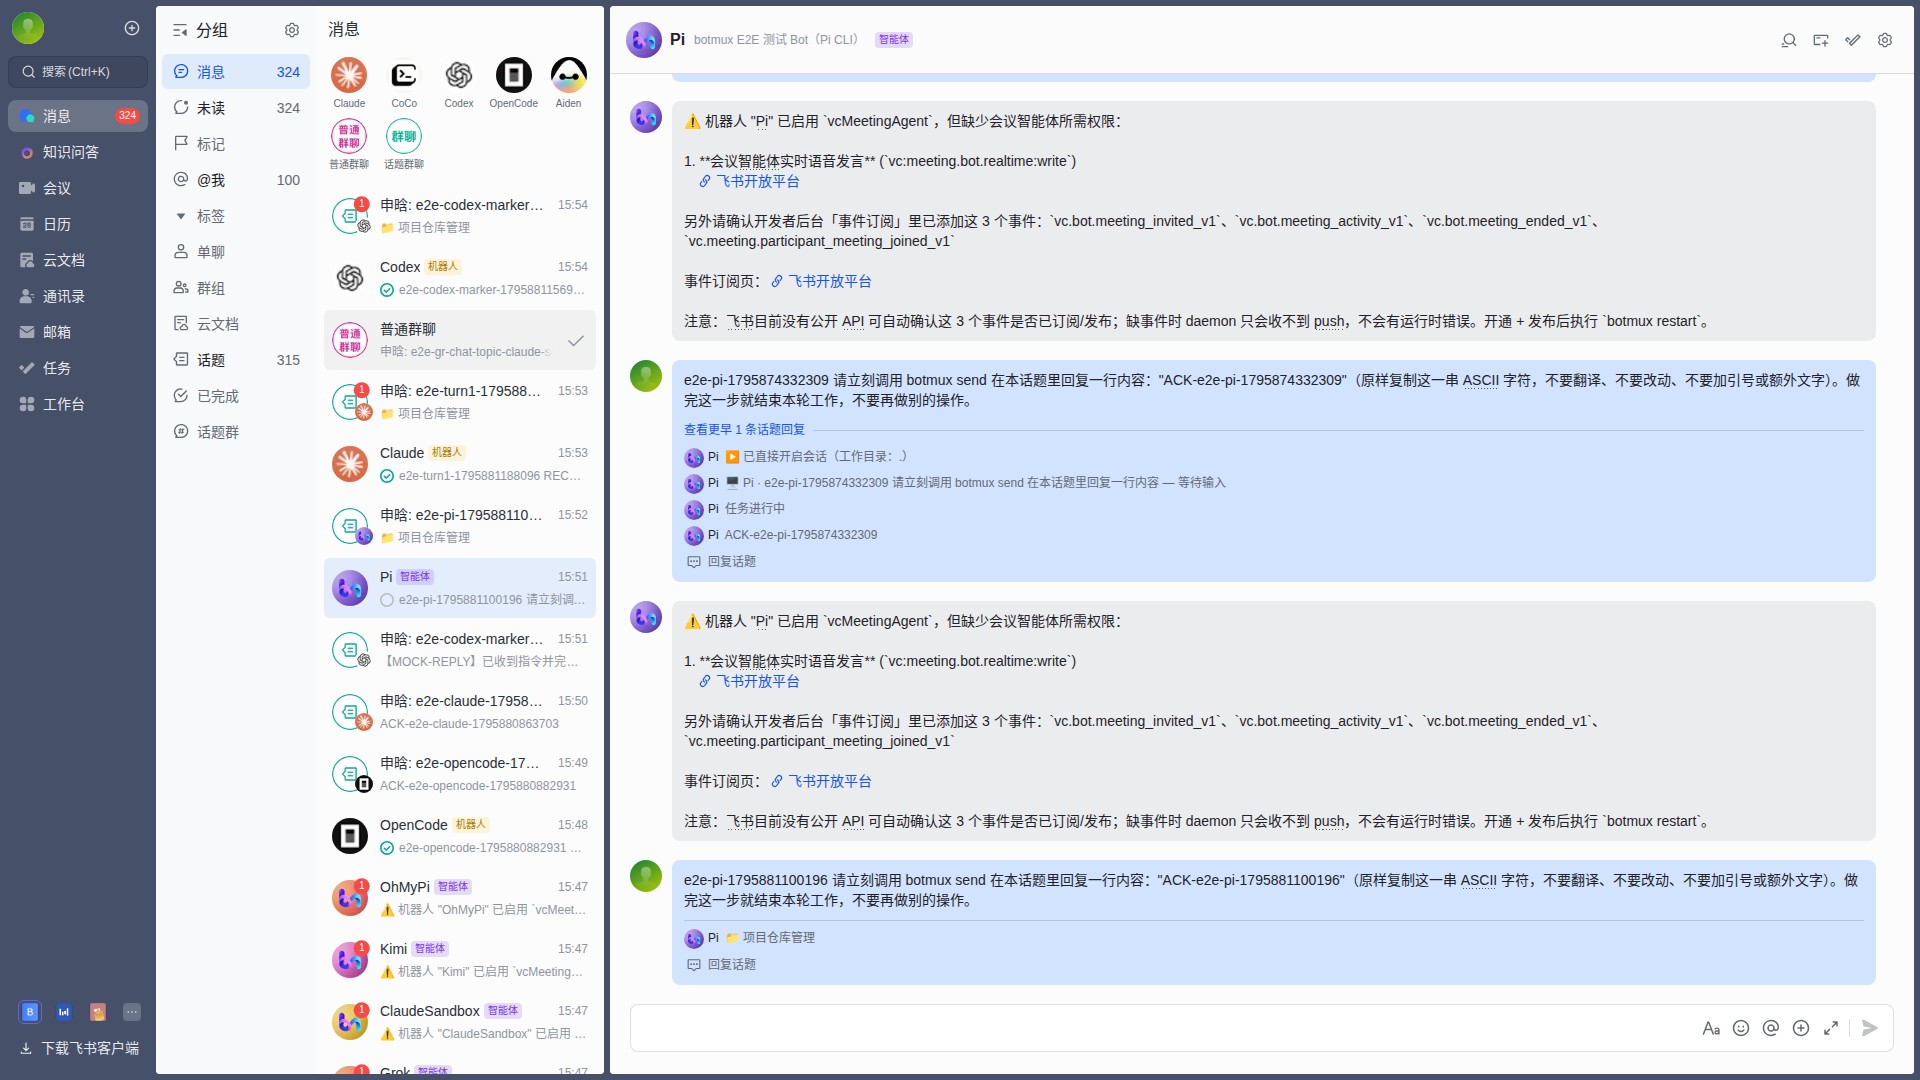 搜索 (Ctrl+K)
消息 324
知识问答
会议
日历
云文档
通讯录
邮箱
任务
工作台
下载飞书客户端
分组
消息 324
未读 324
标记
@我 100
标签
单聊
群组
云文档
话题 315
已完成
话题群
消息
Claude CoCo Codex OpenCode Aiden
普通群聊 群聊
普通群聊 话题群聊
1
申晗: e2e-codex-marker… 15:54
项目仓库管理
Codex 机器人 15:54
e2e-codex-marker-17958811569…
普通群聊
普通群聊
申晗: e2e-gr-chat-topic-claude-s
1
申晗: e2e-turn1-179588… 15:53
项目仓库管理
Claude 机器人 15:53
e2e-turn1-1795881188096 REC…
申晗: e2e-pi-179588110… 15:52
项目仓库管理
Pi 智能体 15:51
e2e-pi-1795881100196 请立刻调…
申晗: e2e-codex-marker… 15:51
【MOCK-REPLY】已收到指令并完…
申晗: e2e-claude-17958… 15:50
ACK-e2e-claude-1795880863703
申晗: e2e-opencode-17… 15:49
ACK-e2e-opencode-1795880882931
OpenCode 机器人 15:48
e2e-opencode-1795880882931 …
1
OhMyPi 智能体 15:47
⚠️ 机器人 "OhMyPi" 已启用 `vcMeet…
1
Kimi 智能体 15:47
⚠️ 机器人 "Kimi" 已启用 `vcMeeting…
1
ClaudeSandbox 智能体 15:47
⚠️ 机器人 "ClaudeSandbox" 已启用 …
1
Grok 智能体 15:47
Pi botmux E2E 测试 Bot（Pi CLI） 智能体
⚠️ 机器人 "Pi" 已启用 `vcMeetingAgent`，但缺少会议智能体所需权限：
1. **会议智能体实时语音发言** (`vc:meeting.bot.realtime:write`)
飞书开放平台
另外请确认开发者后台「事件订阅」里已添加这 3 个事件：`vc.bot.meeting_invited_v1`、`vc.bot.meeting_activity_v1`、`vc.bot.meeting_ended_v1`、
`vc.meeting.participant_meeting_joined_v1`
事件订阅页： 飞书开放平台
注意：飞书目前没有公开 API 可自动确认这 3 个事件是否已订阅/发布；缺事件时 daemon 只会收不到 push，不会有运行时错误。开通 + 发布后执行 `botmux restart`。
e2e-pi-1795874332309 请立刻调用 botmux send 在本话题里回复一行内容："ACK-e2e-pi-1795874332309"（原样复制这一串 ASCII 字符，不要翻译、不要改动、不要加引号或额外文字）。做
完这一步就结束本轮工作，不要再做别的操作。
查看更早 1 条话题回复
Pi ▶️ 已直接开启会话（工作目录：.）
Pi 🖥️ Pi · e2e-pi-1795874332309 请立刻调用 botmux send 在本话题里回复一行内容 — 等待输入
Pi 任务进行中
Pi ACK-e2e-pi-1795874332309
回复话题
⚠️ 机器人 "Pi" 已启用 `vcMeetingAgent`，但缺少会议智能体所需权限：
1. **会议智能体实时语音发言** (`vc:meeting.bot.realtime:write`)
飞书开放平台
另外请确认开发者后台「事件订阅」里已添加这 3 个事件：`vc.bot.meeting_invited_v1`、`vc.bot.meeting_activity_v1`、`vc.bot.meeting_ended_v1`、
`vc.meeting.participant_meeting_joined_v1`
事件订阅页： 飞书开放平台
注意：飞书目前没有公开 API 可自动确认这 3 个事件是否已订阅/发布；缺事件时 daemon 只会收不到 push，不会有运行时错误。开通 + 发布后执行 `botmux restart`。
e2e-pi-1795881100196 请立刻调用 botmux send 在本话题里回复一行内容："ACK-e2e-pi-1795881100196"（原样复制这一串 ASCII 字符，不要翻译、不要改动、不要加引号或额外文字）。做
完这一步就结束本轮工作，不要再做别的操作。
Pi 📁 项目仓库管理
回复话题
Aa